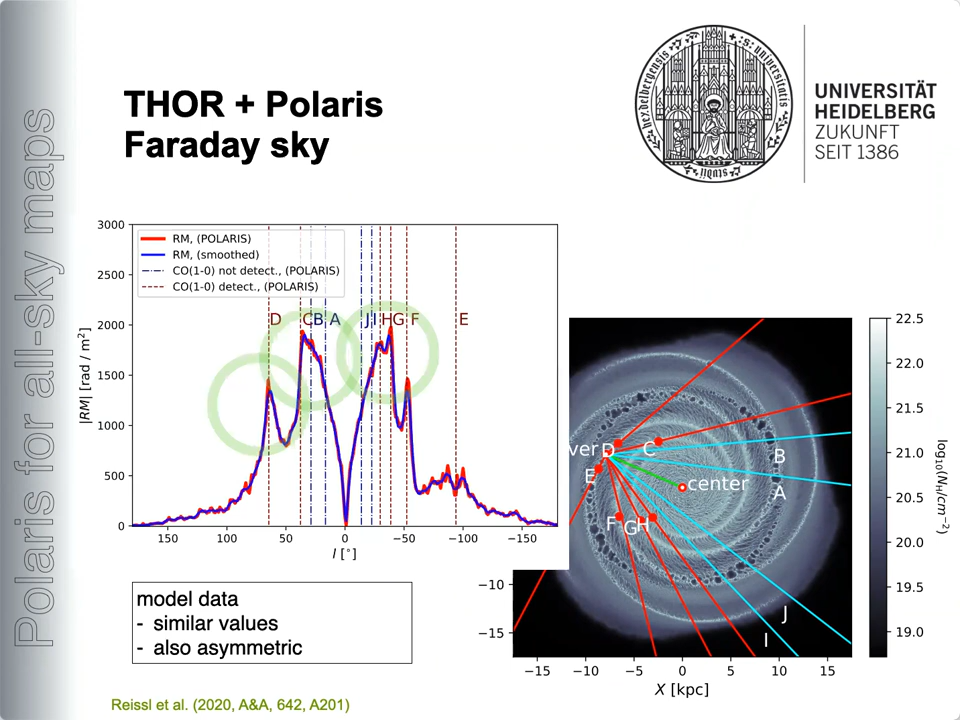 Polaris for all-sky maps
THOR + Polaris
Faraday sky
UNIVERSITÄT
HEIDELBERG
ZUKUNFT
SEIT 1386
3000
2500
2000
1500
1000
500
0
|RM| [rad / m²]
RM, (POLARIS)
RM, (smoothed)
CO(1-0) not detect., (POLARIS)
CO(1-0) detect., (POLARIS)
D C B A J I H G F E
150 100 50 0 −50 −100 −150
l [°]
ver D C
B
E
center
A
F G H
J
I
−10
−15
−15 −10 −5 0 5 10 15
X [kpc]
22.5
22.0
21.5
21.0
20.5
20.0
19.5
19.0
log₁₀(N_H/cm⁻²)
model data
- similar values
- also asymmetric
Reissl et al. (2020, A&A, 642, A201)